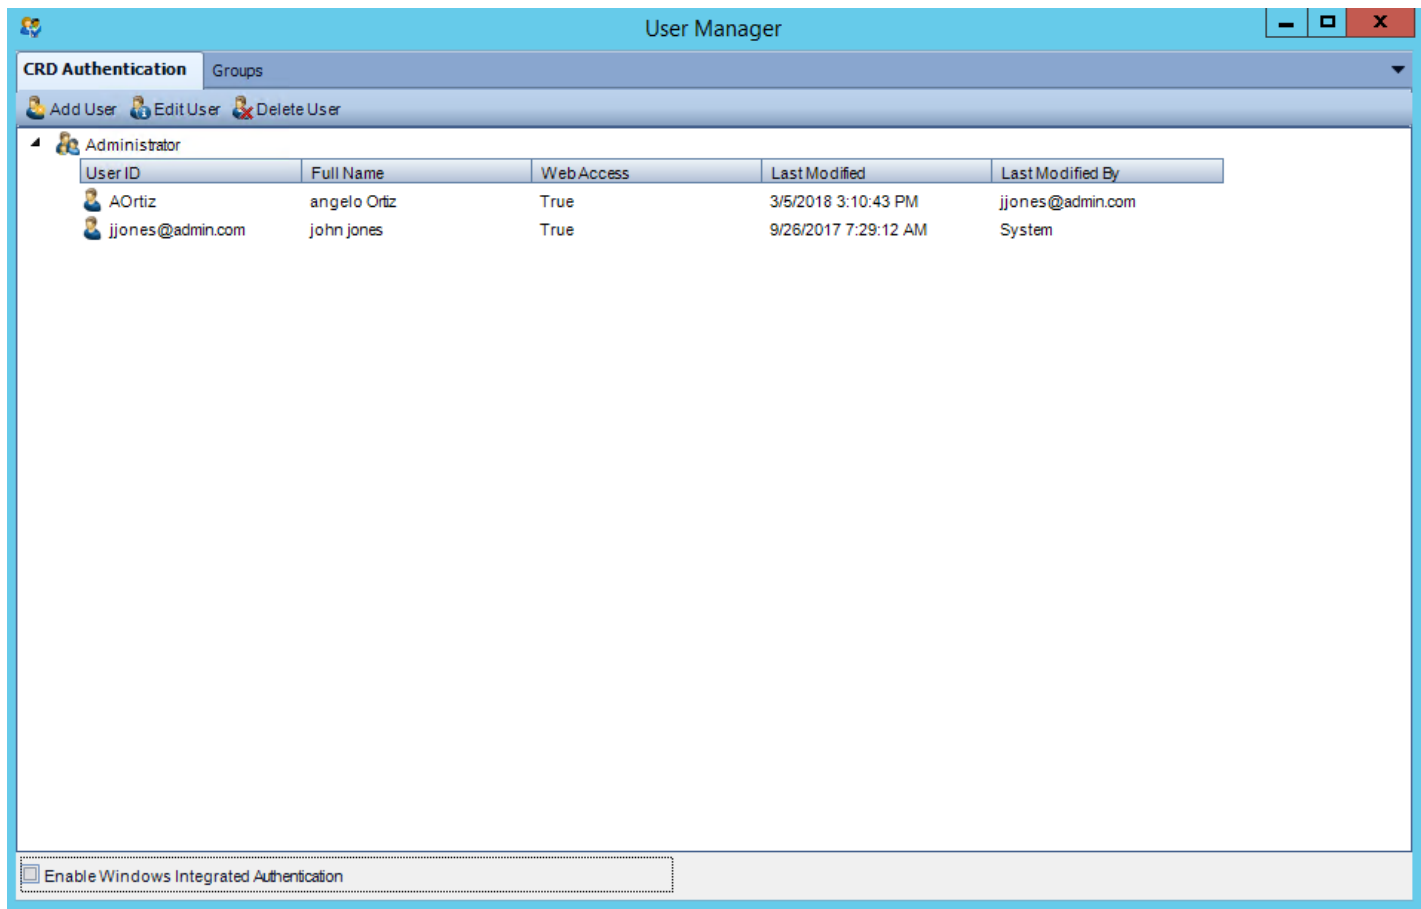 User Manager
CRD Authentication Groups
Add User Edit User Delete User
Administrator
User ID Full Name Web Access Last Modified Last Modified By
AOrtiz angelo Ortiz True 3/5/2018 3:10:43 PM jjones@admin.com
jjones@admin.com john jones True 9/26/2017 7:29:12 AM System
Enable Windows Integrated Authentication